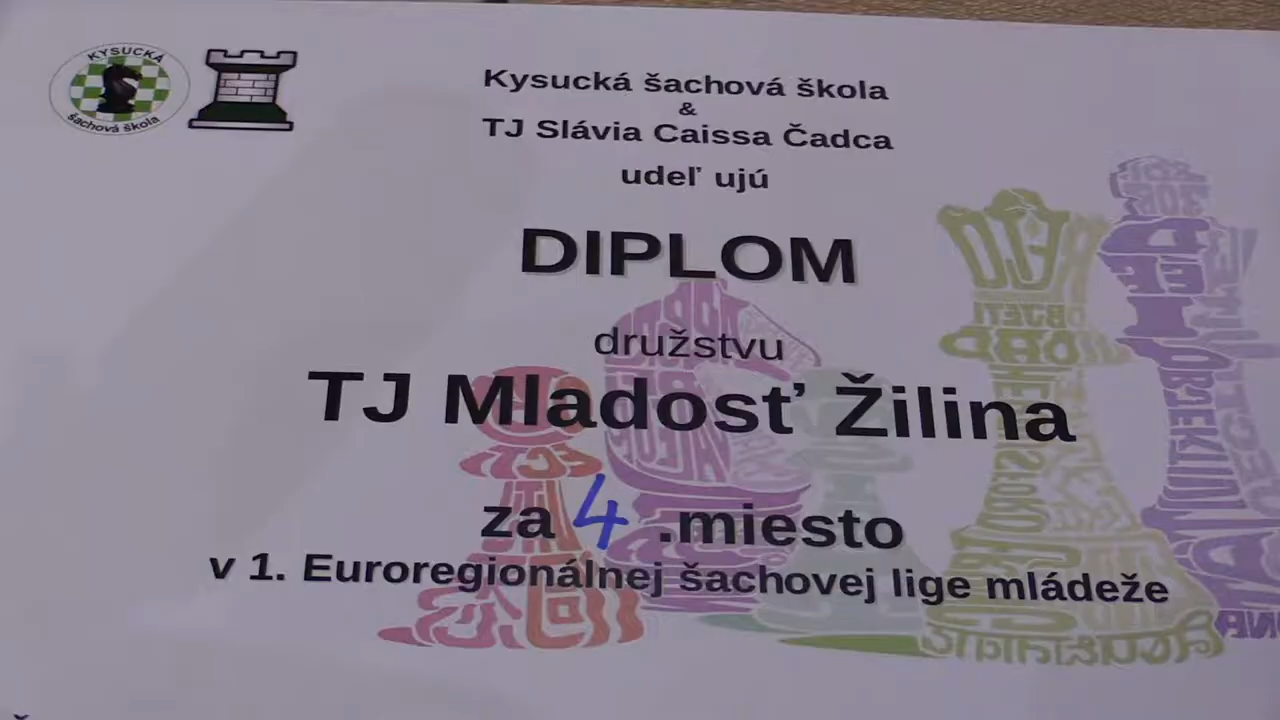 KYSUCKÁ
šachová škola
Kysucká šachová škola
&
TJ Slávia Caissa Čadca
udeľ ujú
DIPLOM
družstvu
TJ Mladosť Žilina
za 4 .miesto
v 1. Euroregionálnej šachovej lige mládeže